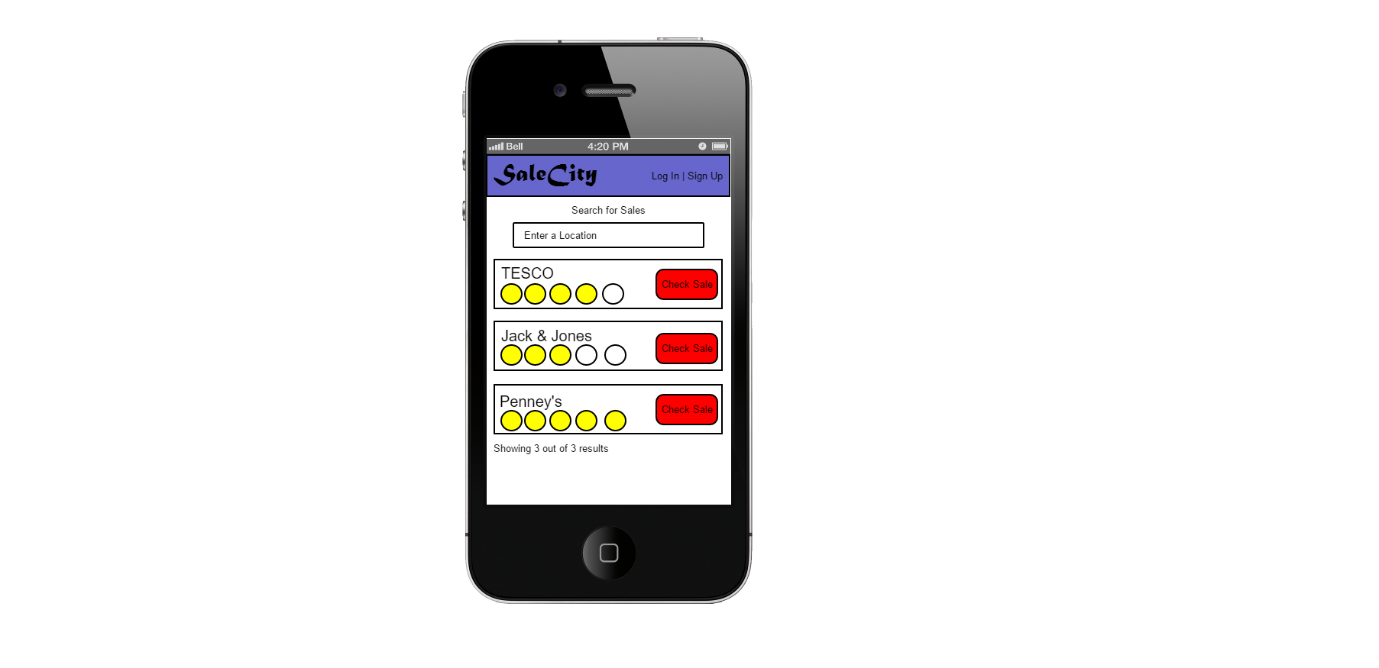 Bell 4:20 PM
SaleCity Log In | Sign Up
Search for Sales
Enter a Location
TESCO
Check Sale
Jack & Jones
Check Sale
Penney's
Check Sale
Showing 3 out of 3 results